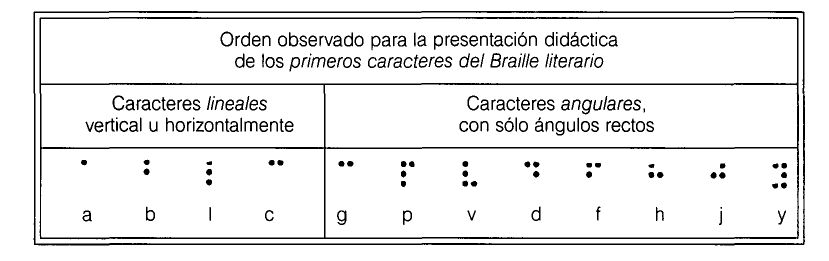 Orden observado para la presentación didáctica
de los primeros caracteres del Braille literario
Caracteres lineales
vertical u horizontalmente
Caracteres angulares,
con sólo ángulos rectos
a b l c g p v d f h j y